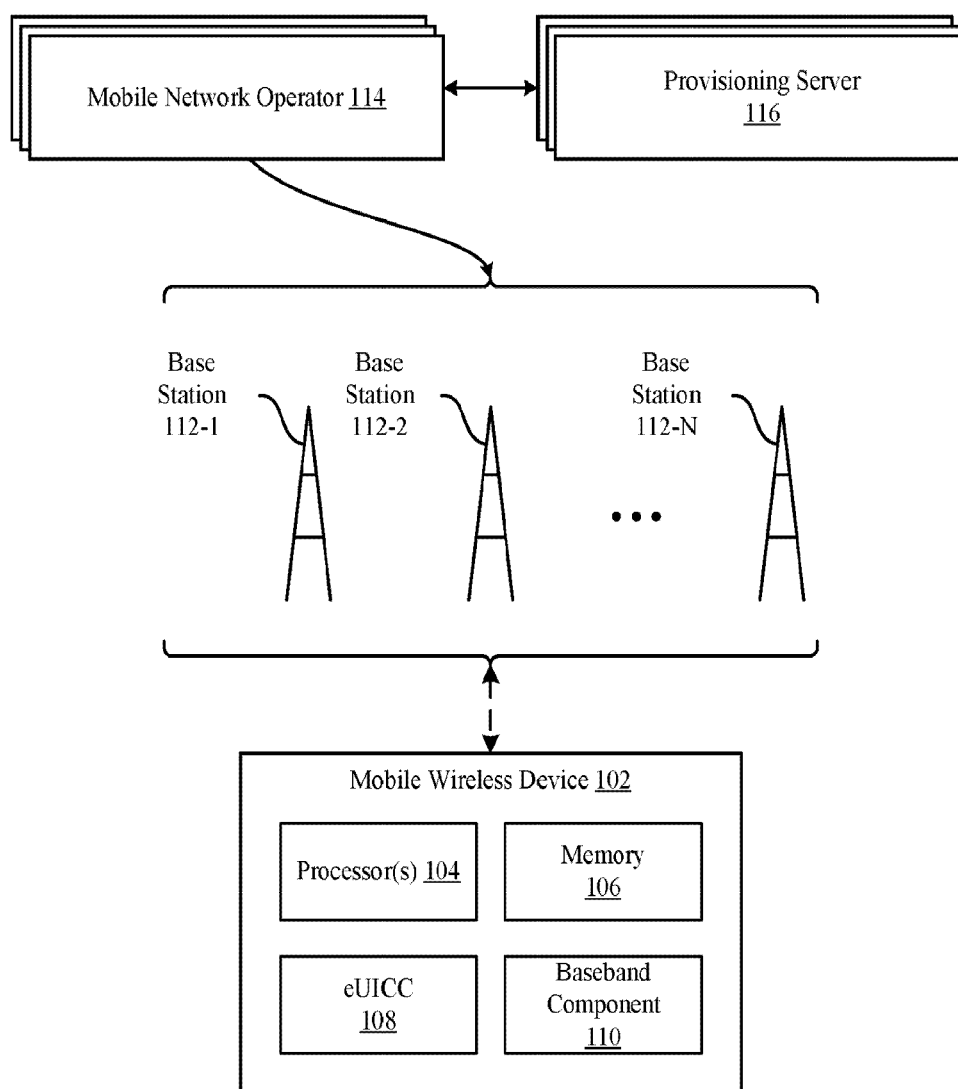 Mobile Network Operator 114
Provisioning Server
116
Base
Station
112-1
Base
Station
112-2
Base
Station
112-N
Mobile Wireless Device 102
Processor(s) 104
Memory
106
eUICC
108
Baseband
Component
110